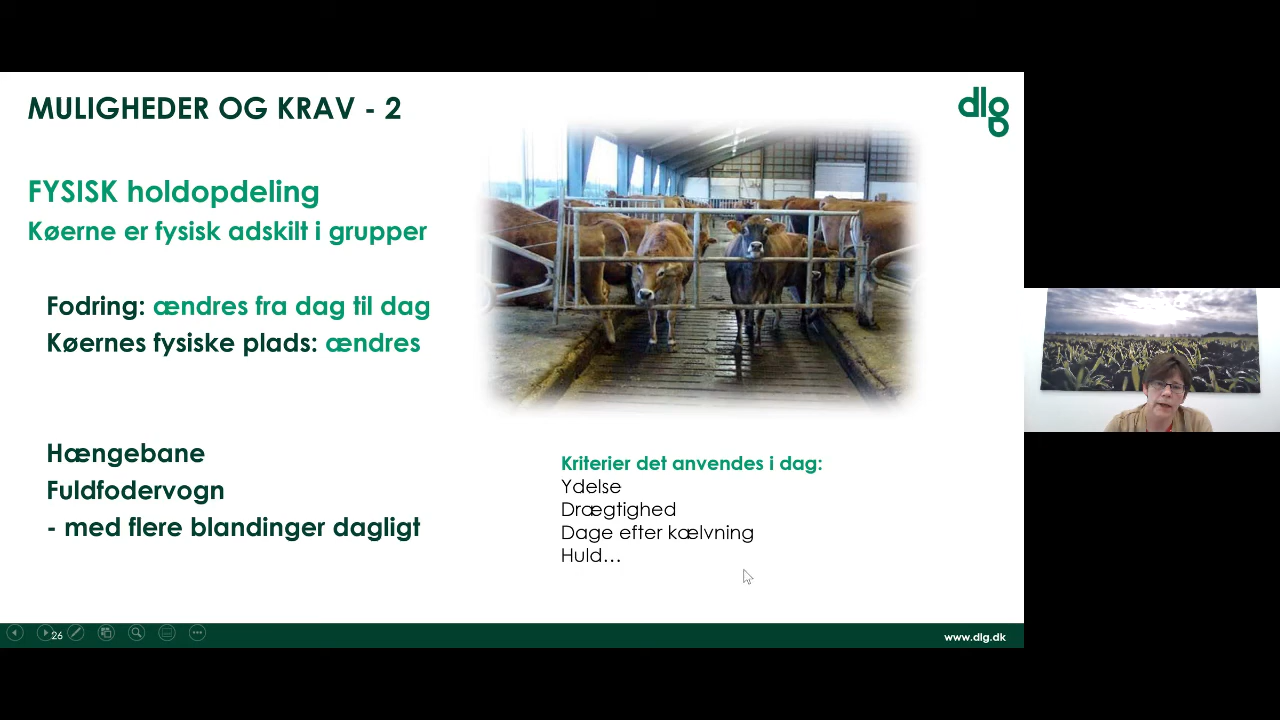 MULIGHEDER OG KRAV - 2
dlg
FYSISK holdopdeling
Køerne er fysisk adskilt i grupper
Fodring: ændres fra dag til dag
Køernes fysiske plads: ændres
Hængebane
Fuldfodervogn
- med flere blandinger dagligt
Kriterier det anvendes i dag:
Ydelse
Drægtighed
Dage efter kælvning
Huld...
26
www.dlg.dk